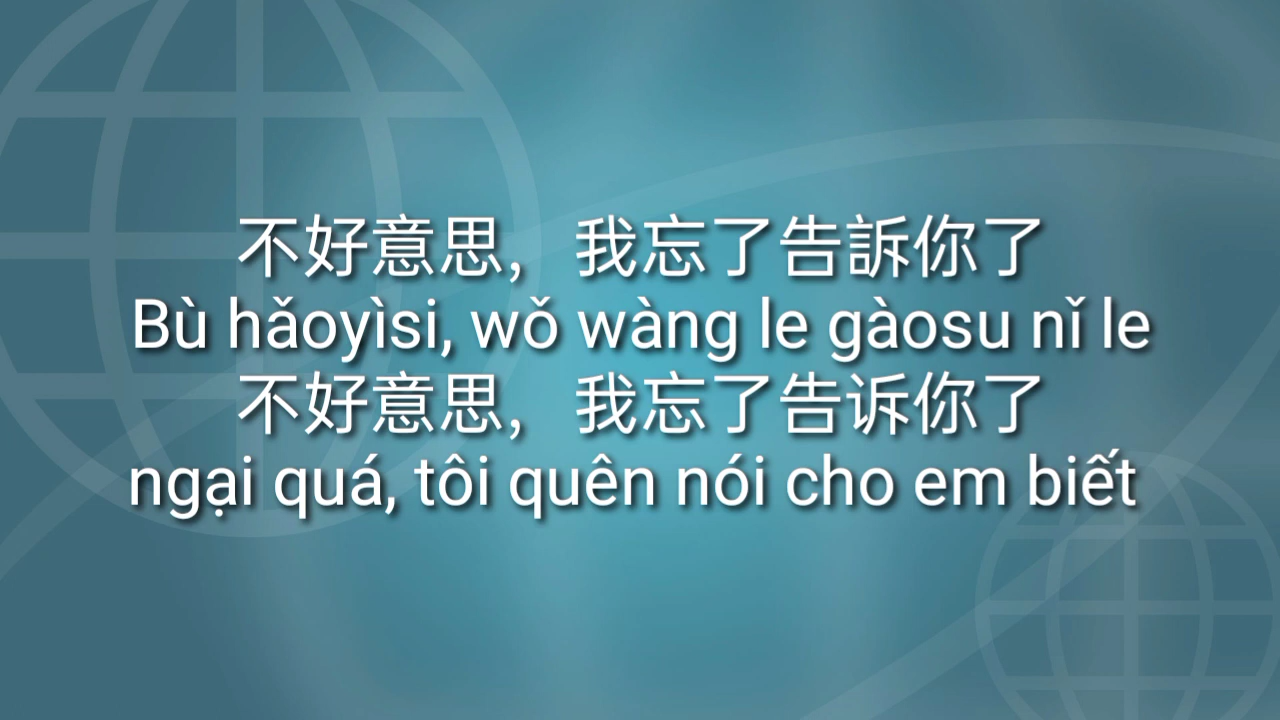 不好意思，我忘了告訴你了
Bù hǎoyìsi, wǒ wàng le gàosu nǐ le
不好意思，我忘了告诉你了
ngại quá, tôi quên nói cho em biết